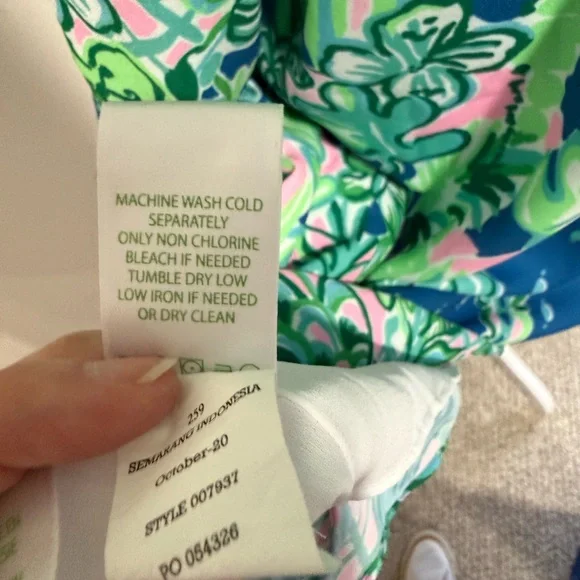 MACHINE WASH COLD
SEPARATELY
ONLY NON CHLORINE
BLEACH IF NEEDED
TUMBLE DRY LOW
LOW IRON IF NEEDED
OR DRY CLEAN
259
SEMARANG INDONESIA
October-20
STYLE 007937
PO 054326